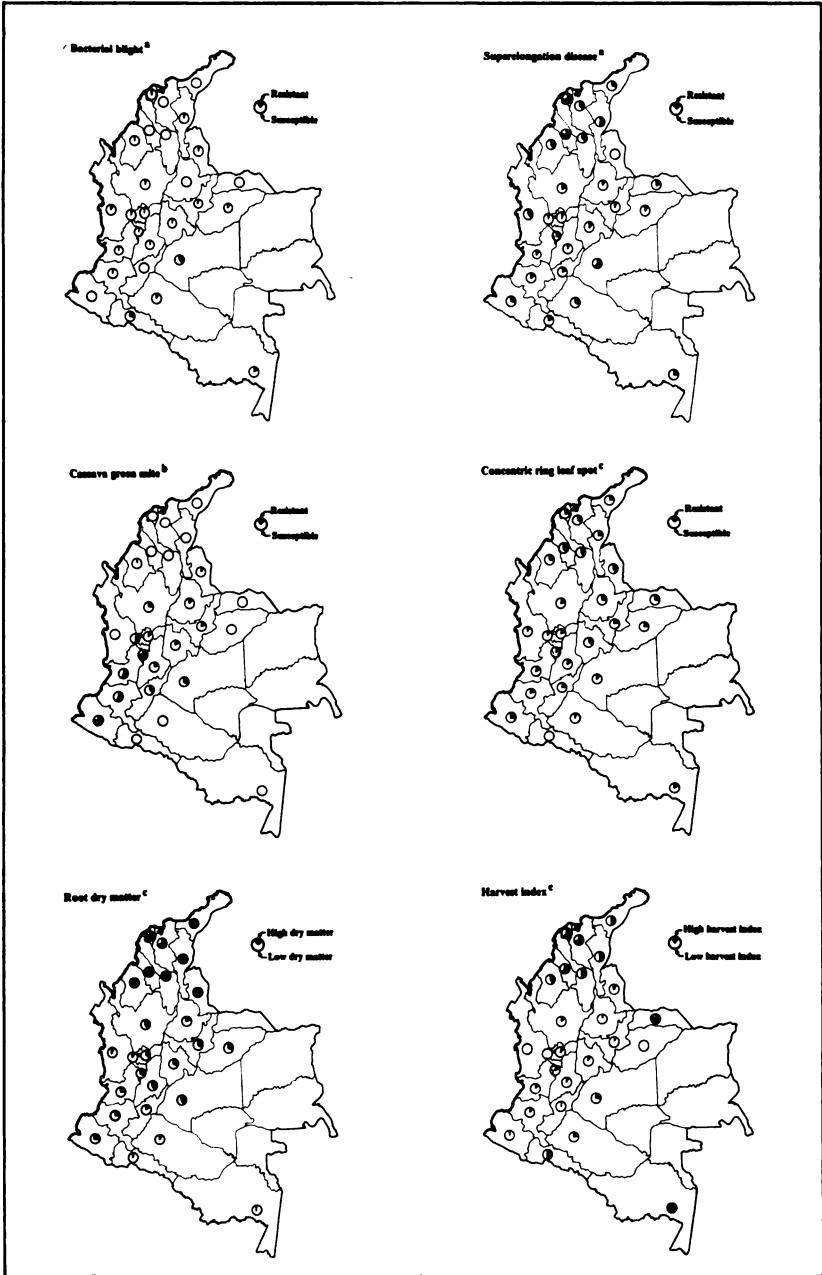 Bacterial blight a
Resistant
Susceptible
Superelongation disease a
Resistant
Susceptible
Cassava green mite b
Resistant
Susceptible
Concentric ring leaf spot c
Resistant
Susceptible
Root dry matter c
High dry matter
Low dry matter
Harvest index c
High harvest index
Low harvest index